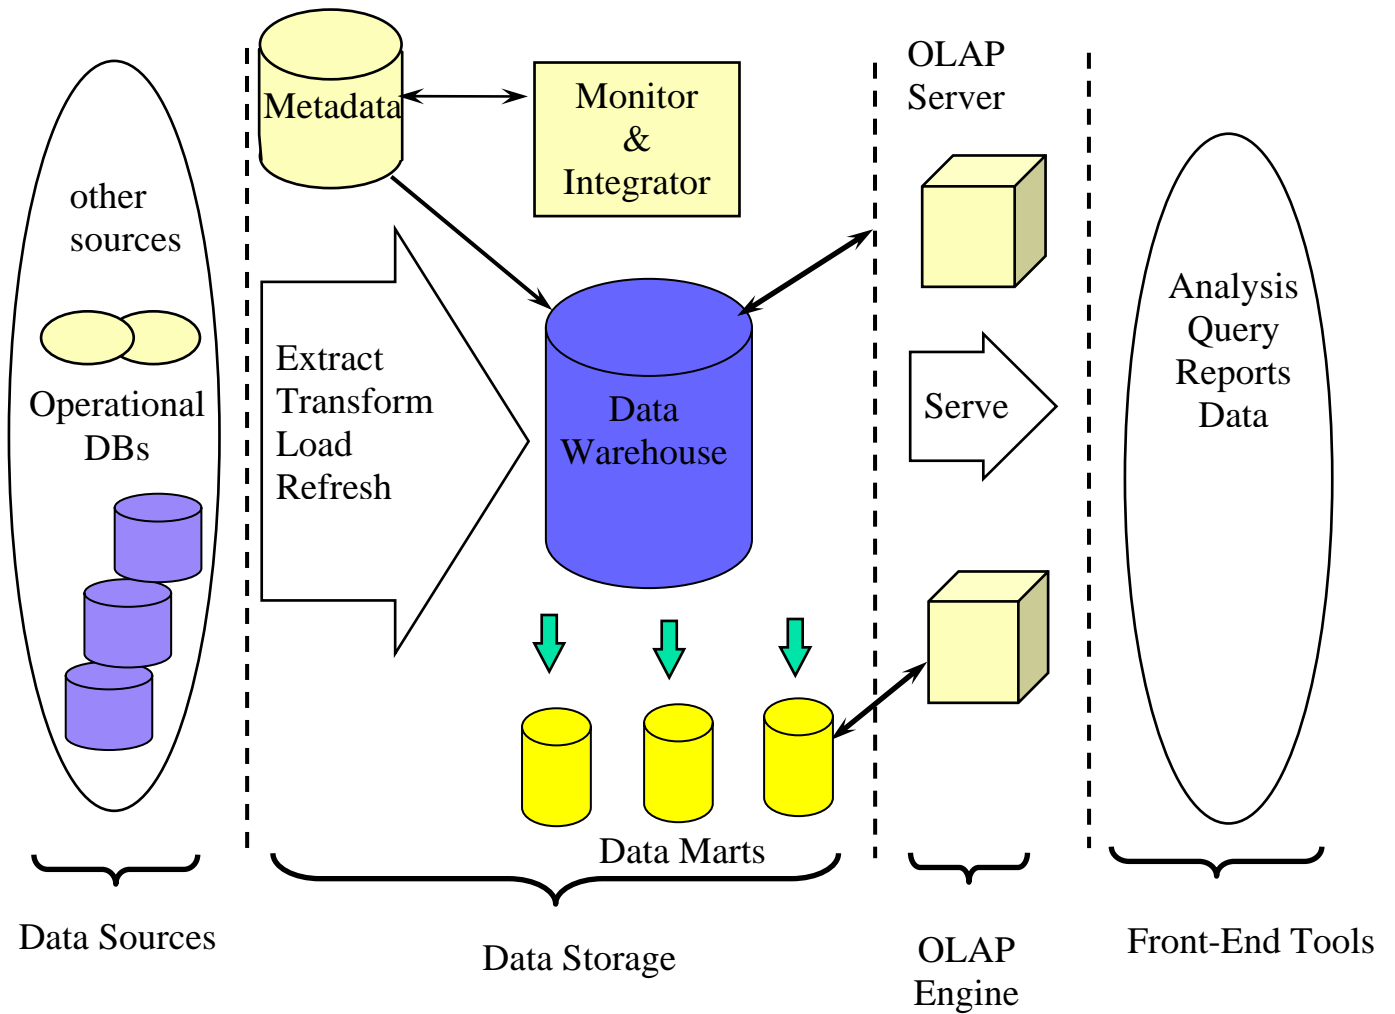 other
sources
Operational
DBs
Metadata
Monitor
&
Integrator
Extract
Transform
Load
Refresh
Data
Warehouse
Data Marts
OLAP
Server
Serve
Analysis
Query
Reports
Data
Data Sources
Data Storage
OLAP
Engine
Front-End Tools